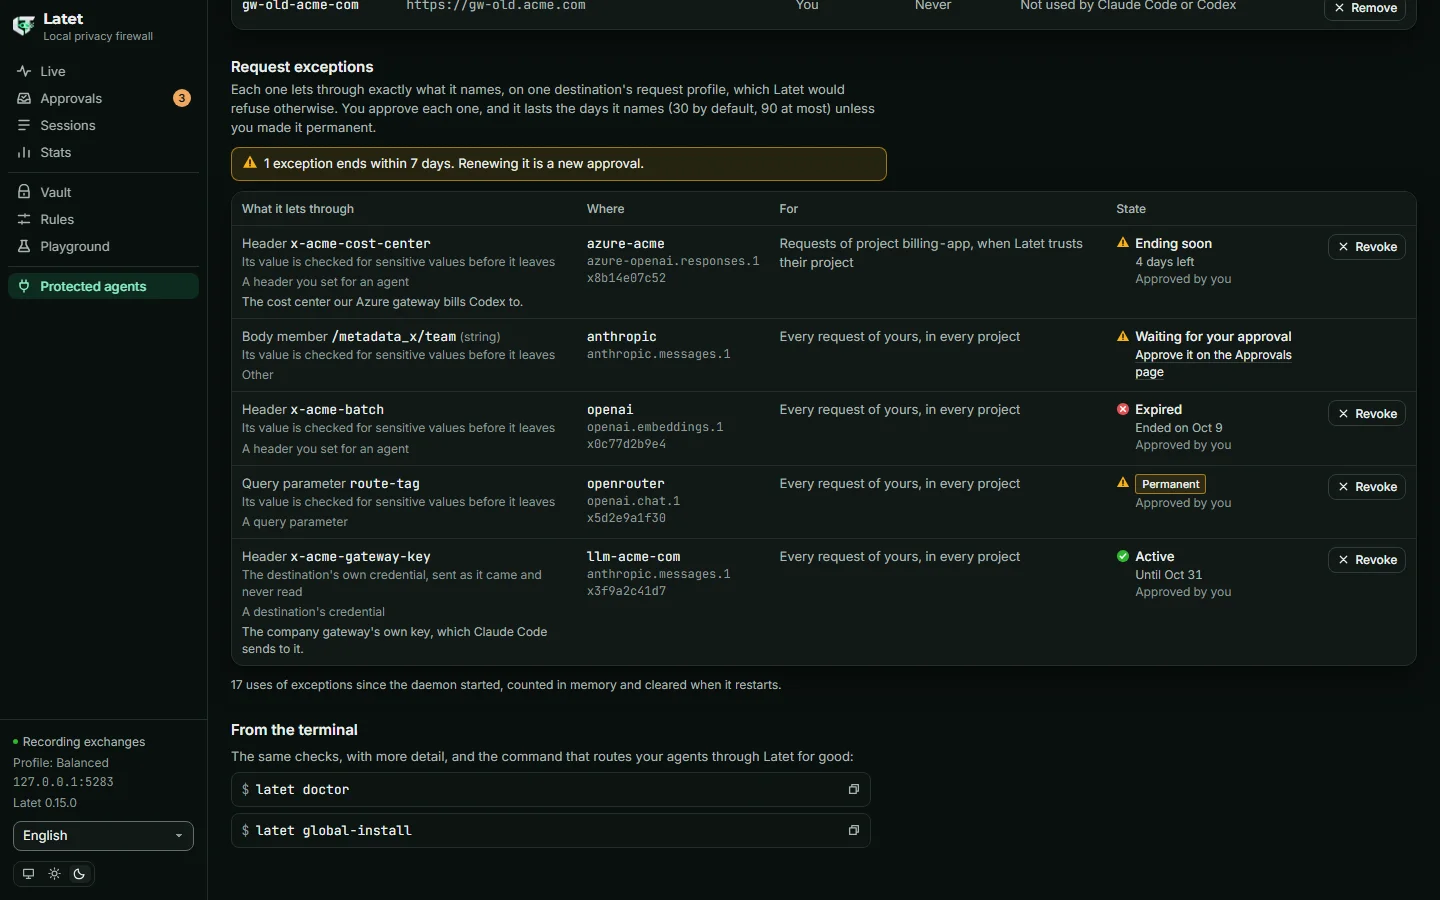 Latet
Local privacy firewall
Live
Approvals
3
Sessions
Stats
Vault
Rules
Playground
Protected agents
Recording exchanges
Profile: Balanced
127.0.0.1:5283
Latet 0.15.0
English
gw-old-acme-com
https://gw-old.acme.com
You
Never
Not used by Claude Code or Codex
Remove
Request exceptions
Each one lets through exactly what it names, on one destination's request profile, which Latet would
refuse otherwise. You approve each one, and it lasts the days it names (30 by default, 90 at most) unless
you made it permanent.
1 exception ends within 7 days. Renewing it is a new approval.
What it lets through
Where
For
State
Header x-acme-cost-center
Its value is checked for sensitive values before it leaves
A header you set for an agent
The cost center our Azure gateway bills Codex to.
azure-acme
azure-openai.responses.1
x8b14e07c52
Requests of project billing-app, when Latet trusts
their project
Ending soon
4 days left
Approved by you
Revoke
Body member /metadata_x/team (string)
Its value is checked for sensitive values before it leaves
Other
anthropic
anthropic.messages.1
Every request of yours, in every project
Waiting for your approval
Approve it on the Approvals
page
Header x-acme-batch
Its value is checked for sensitive values before it leaves
A header you set for an agent
openai
openai.embeddings.1
x0c77d2b9e4
Every request of yours, in every project
Expired
Ended on Oct 9
Approved by you
Revoke
Query parameter route-tag
Its value is checked for sensitive values before it leaves
A query parameter
openrouter
openai.chat.1
x5d2e9a1f30
Every request of yours, in every project
Permanent
Approved by you
Revoke
Header x-acme-gateway-key
The destination's own credential, sent as it came and
never read
A destination's credential
The company gateway's own key, which Claude Code
sends to it.
llm-acme-com
anthropic.messages.1
x3f9a2c41d7
Every request of yours, in every project
Active
Until Oct 31
Approved by you
Revoke
17 uses of exceptions since the daemon started, counted in memory and cleared when it restarts.
From the terminal
The same checks, with more detail, and the command that routes your agents through Latet for good:
$ latet doctor
$ latet global-install